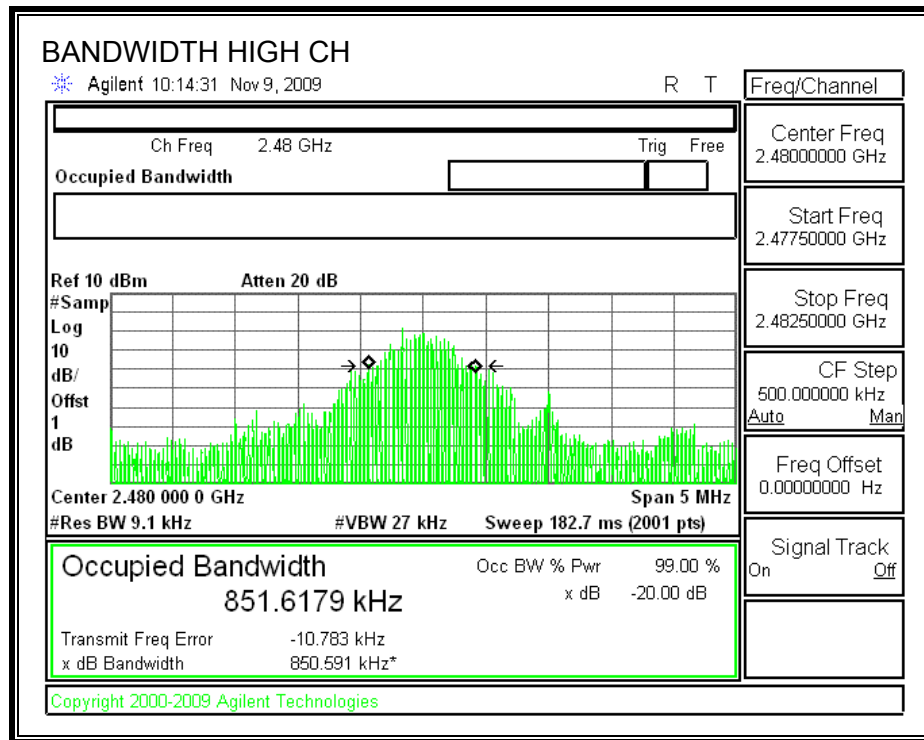 BANDWIDTH HIGH CH
Agilent 10:14:31 Nov 9, 2009 R T
Freq/Channel
Ch Freq 2.48 GHz Trig Free
Occupied Bandwidth
Center Freq
2.48000000 GHz
Start Freq
2.47750000 GHz
Stop Freq
2.48250000 GHz
CF Step
500.000000 kHz
Auto Man
Freq Offset
0.00000000 Hz
Signal Track
On Off
Ref 10 dBm Atten 20 dB
#Samp
Log
10
dB/
Offst
1
dB
Center 2.480 000 0 GHz Span 5 MHz
#Res BW 9.1 kHz #VBW 27 kHz Sweep 182.7 ms (2001 pts)
Occupied Bandwidth Occ BW % Pwr 99.00 %
851.6179 kHz x dB -20.00 dB
Transmit Freq Error -10.783 kHz
x dB Bandwidth 850.591 kHz*
Copyright 2000-2009 Agilent Technologies